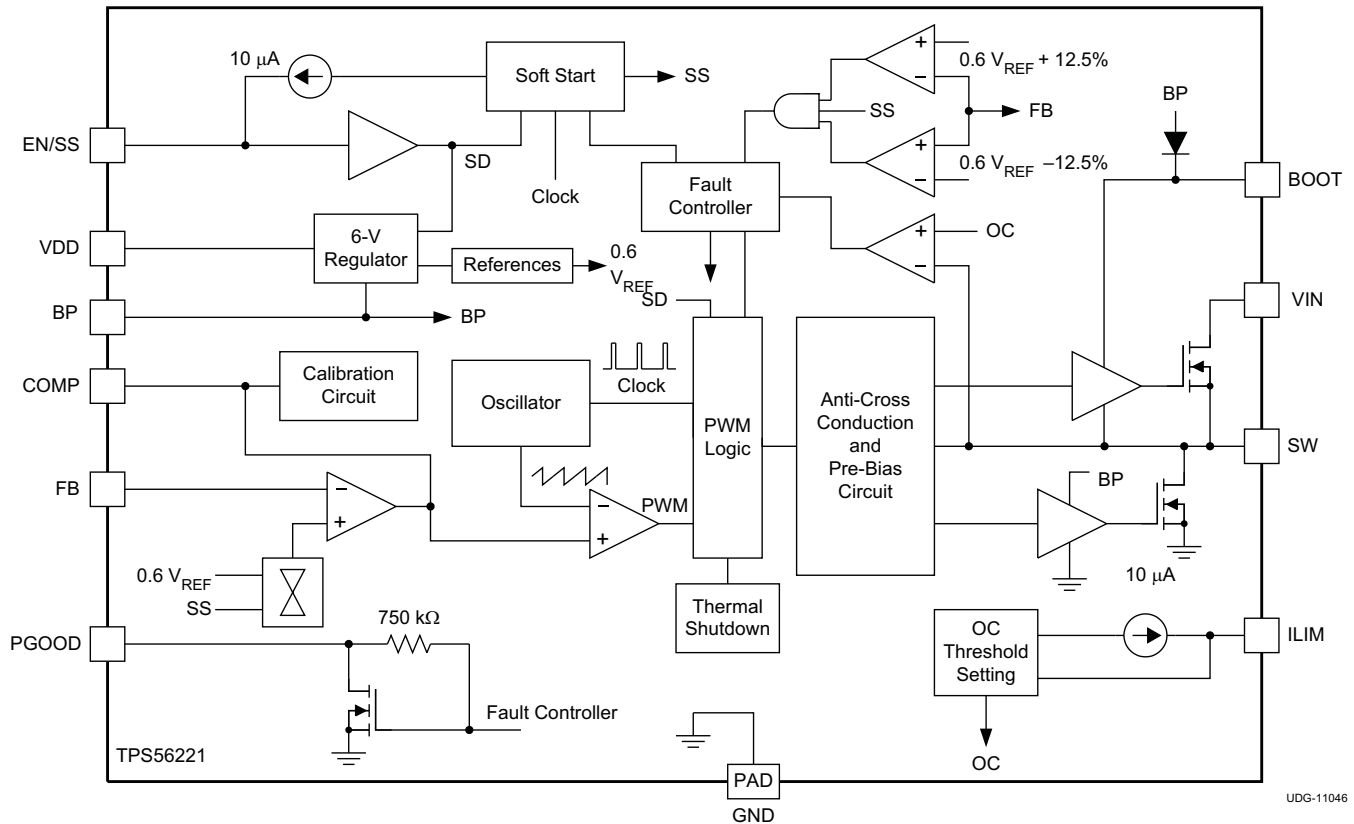 10 μA
Soft Start
SS
+
−
0.6 VREF + 12.5%
SS
FB
+
−
0.6 VREF −12.5%
BP
EN/SS
SD
Clock
Fault
Controller
BOOT
VDD
6-V
Regulator
References
0.6
VREF
+
−
OC
SD
BP
BP
VIN
COMP
Calibration
Circuit
Oscillator
Clock
PWM
Logic
Anti-Cross
Conduction
and
Pre-Bias
Circuit
SW
FB
−
+
−
+
PWM
BP
0.6 VREF
SS
10 μA
Thermal
Shutdown
PGOOD
750 kΩ
OC
Threshold
Setting
ILIM
Fault Controller
TPS56221
OC
PAD
GND
UDG-11046